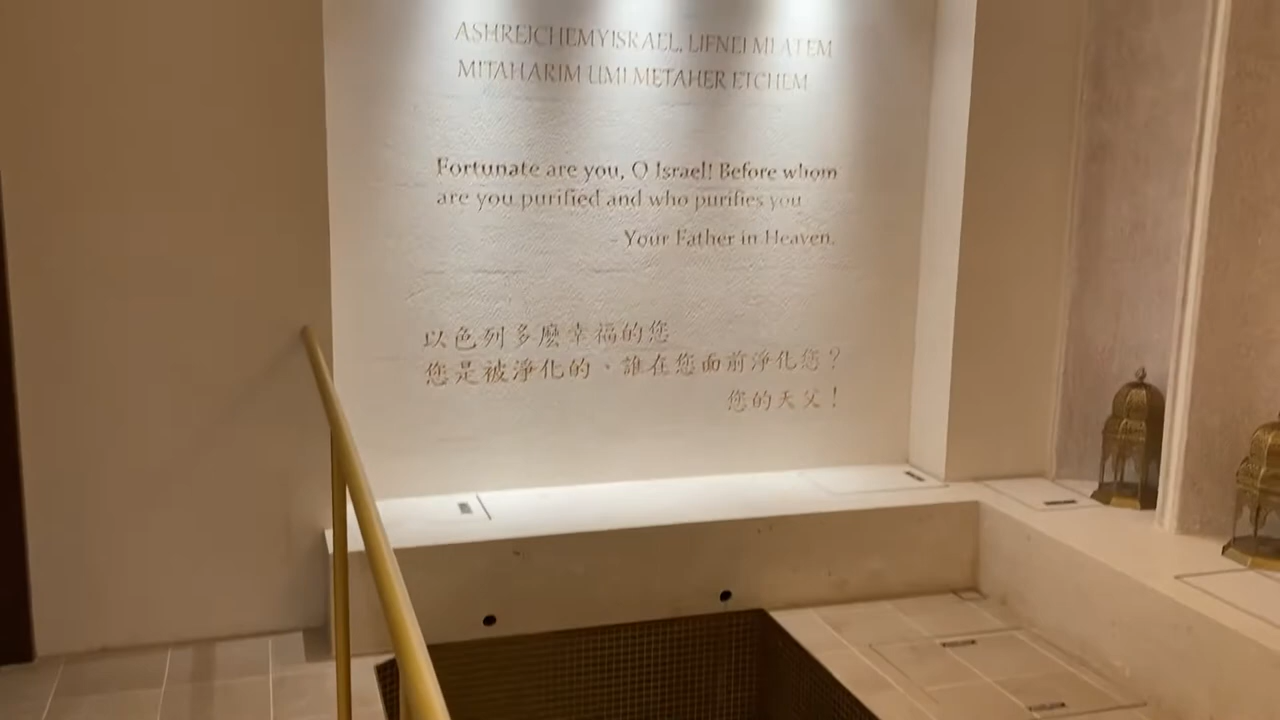 ASHREICHEM YISRAEL, LIFNEI MI ATEM
MITAHARIM UMI METAHER ETCHEM
Fortunate are you, O Israel! Before whom
are you purified and who purifies you
- Your Father in Heaven.
以色列多麼幸福的您
您是被淨化的、誰在您面前淨化您？
您的天父！